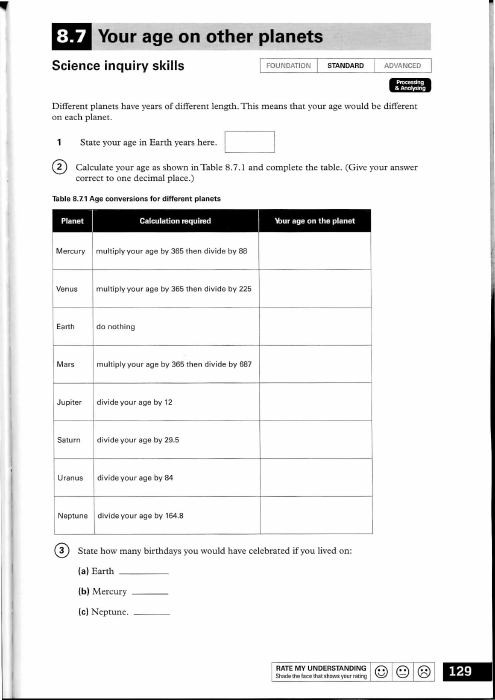 8.7 Your age on other planets
Science inquiry skills
FOUNDATION STANDARD ADVANCED
Processing
& Analysing
Different planets have years of different length. This means that your age would be different
on each planet.
1 State your age in Earth years here.
2 Calculate your age as shown in Table 8.7.1 and complete the table. (Give your answer
correct to one decimal place.)
Table 8.7.1 Age conversions for different planets
Planet Calculation required Your age on the planet
Mercury multiply your age by 365 then divide by 88
Venus multiply your age by 365 then divide by 225
Earth do nothing
Mars multiply your age by 365 then divide by 687
Jupiter divide your age by 12
Saturn divide your age by 29.5
Uranus divide your age by 84
Neptune divide your age by 164.8
3 State how many birthdays you would have celebrated if you lived on:
(a) Earth
(b) Mercury
(c) Neptune.
RATE MY UNDERSTANDING
Shade the face that shows your rating
129